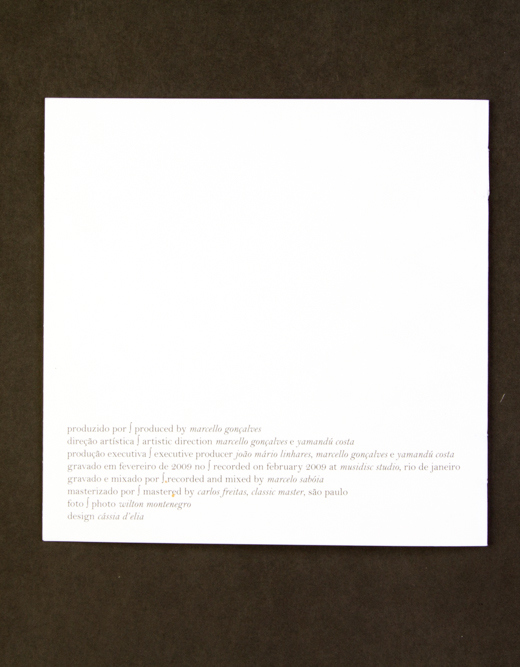 produzido por ∫ produced by marcello gonçalves
direção artística ∫ artistic direction marcello gonçalves e yamandú costa
produção executiva ∫ executive producer joão mário linhares, marcello gonçalves e yamandú costa
gravado em fevereiro de 2009 no ∫ recorded on february 2009 at musidisc studio, rio de janeiro
gravado e mixado por ∫ recorded and mixed by marcelo sabóia
masterizado por ∫ mastered by carlos freitas, classic master, são paulo
foto ∫ photo wilton montenegro
design cássia d'elia